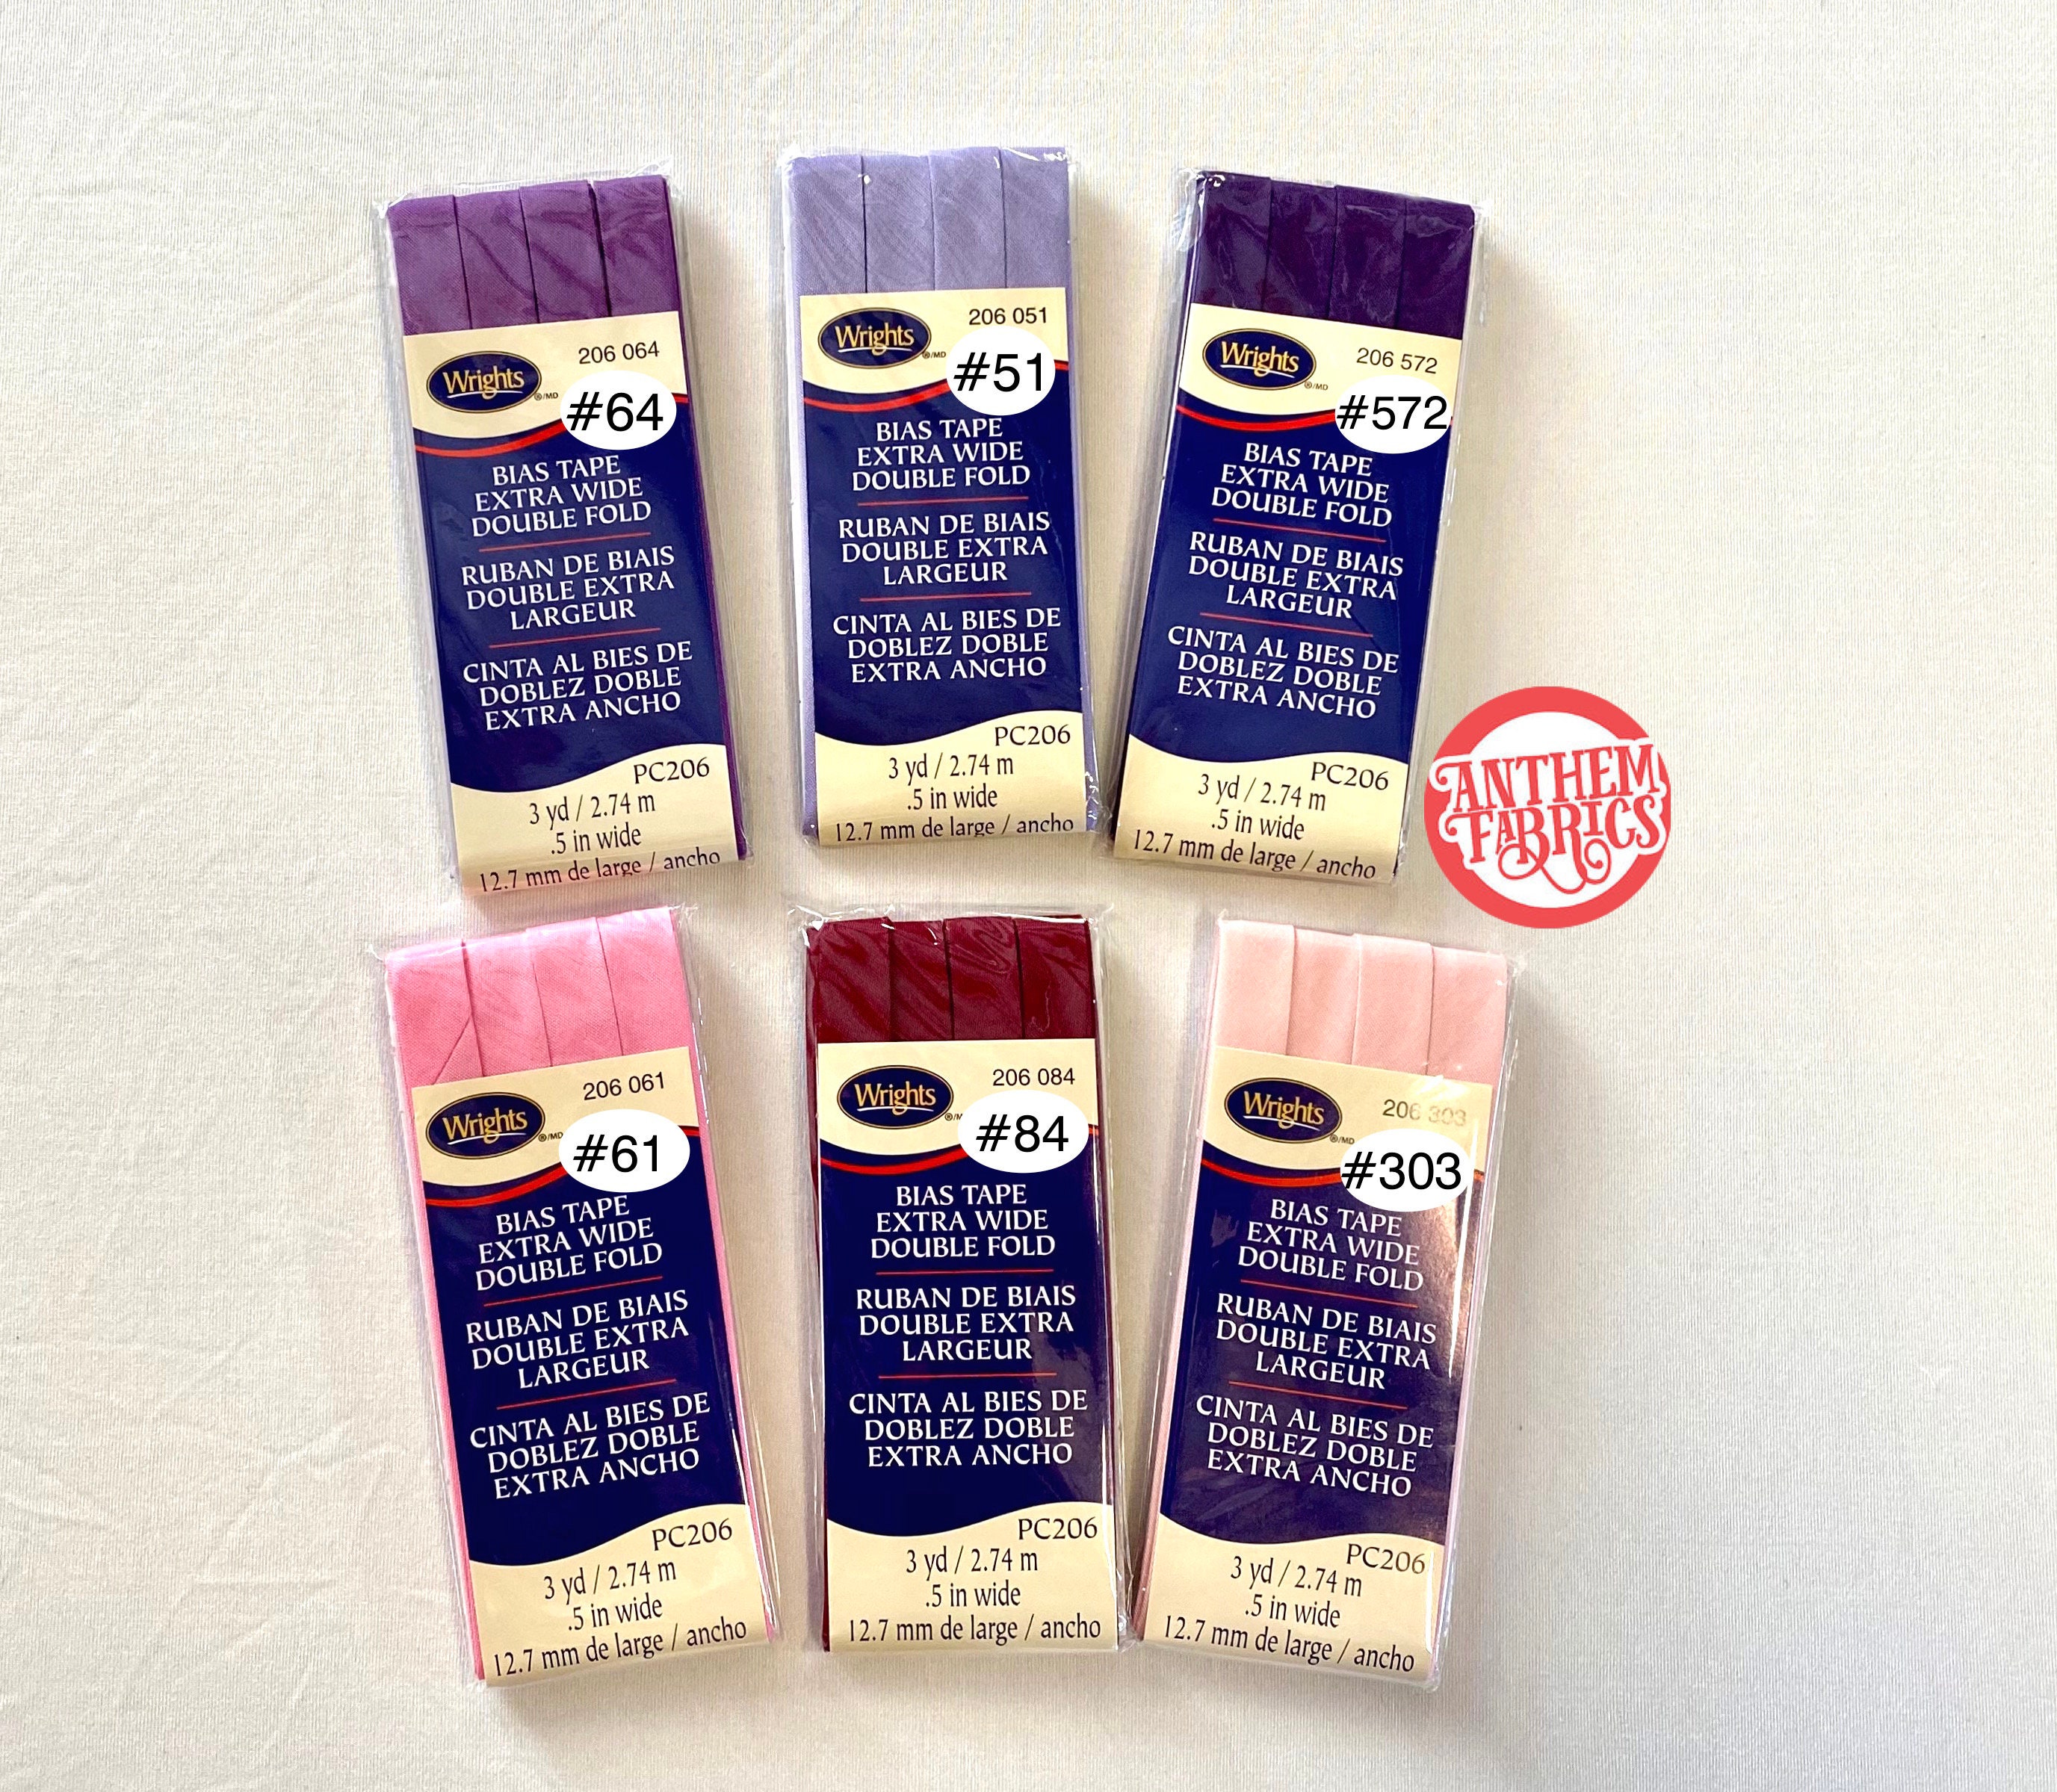 206 064
Wrights
®/MD
#64
BIAS TAPE
EXTRA WIDE
DOUBLE FOLD
RUBAN DE BIAIS
DOUBLE EXTRA
LARGEUR
CINTA AL BIES DE
DOBLEZ DOBLE
EXTRA ANCHO
PC206
3 yd / 2.74 m
.5 in wide
12.7 mm de large / ancho
206 051
Wrights
®/MD
#51
BIAS TAPE
EXTRA WIDE
DOUBLE FOLD
RUBAN DE BIAIS
DOUBLE EXTRA
LARGEUR
CINTA AL BIES DE
DOBLEZ DOBLE
EXTRA ANCHO
PC206
3 yd / 2.74 m
.5 in wide
12.7 mm de large / ancho
206 572
Wrights
®/MD
#572
BIAS TAPE
EXTRA WIDE
DOUBLE FOLD
RUBAN DE BIAIS
DOUBLE EXTRA
LARGEUR
CINTA AL BIES DE
DOBLEZ DOBLE
EXTRA ANCHO
PC206
3 yd / 2.74 m
.5 in wide
12.7 mm de large / ancho
ANTHEM
FABRICS
206 061
Wrights
®/MD
#61
BIAS TAPE
EXTRA WIDE
DOUBLE FOLD
RUBAN DE BIAIS
DOUBLE EXTRA
LARGEUR
CINTA AL BIES DE
DOBLEZ DOBLE
EXTRA ANCHO
PC206
3 yd / 2.74 m
.5 in wide
12.7 mm de large / ancho
206 084
Wrights
®/M
#84
BIAS TAPE
EXTRA WIDE
DOUBLE FOLD
RUBAN DE BIAIS
DOUBLE EXTRA
LARGEUR
CINTA AL BIES DE
DOBLEZ DOBLE
EXTRA ANCHO
PC206
3 yd / 2.74 m
.5 in wide
12.7 mm de large / ancho
206 303
Wrights
®/MD
#303
BIAS TAPE
EXTRA WIDE
DOUBLE FOLD
RUBAN DE BIAIS
DOUBLE EXTRA
LARGEUR
CINTA AL BIES DE
DOBLEZ DOBLE
EXTRA ANCHO
PC206
3 yd / 2.74 m
.5 in wide
12.7 mm de large / ancho